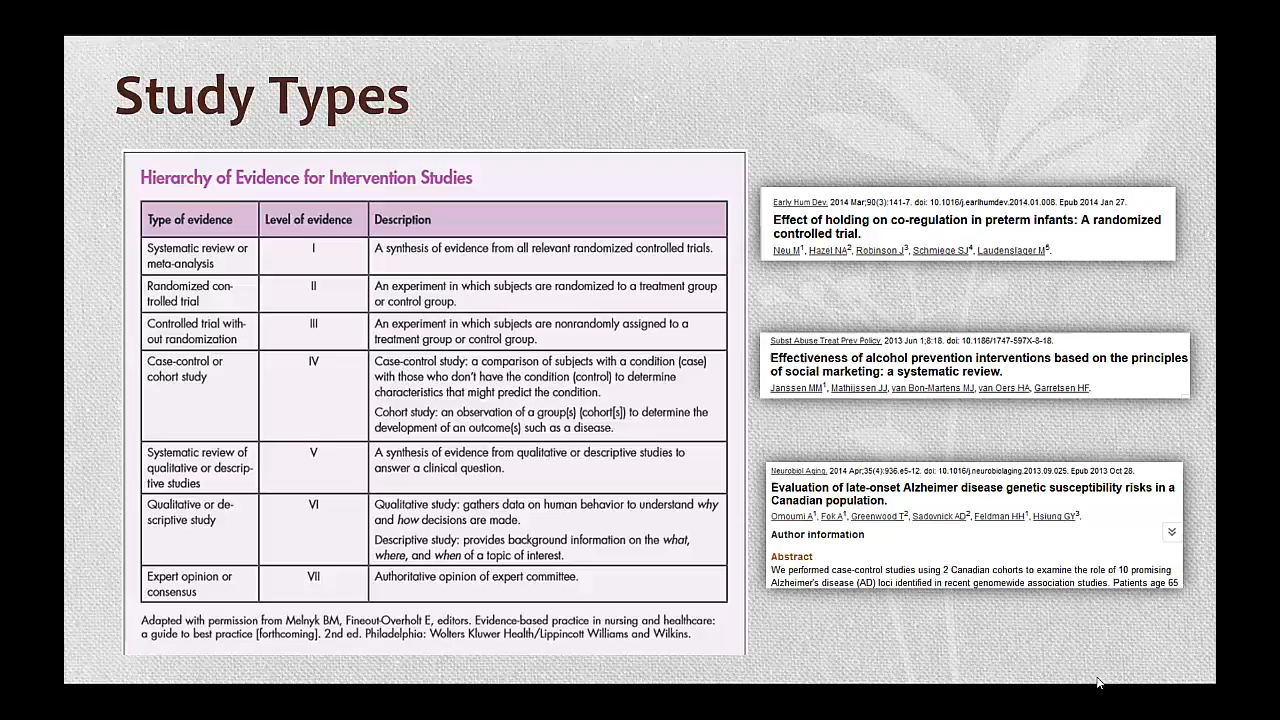 Study Types
Hierarchy of Evidence for Intervention Studies
Type of evidence Level of evidence Description
Systematic review or
meta-analysis
I
A synthesis of evidence from all relevant randomized controlled trials.
Randomized con-
trolled trial
II
An experiment in which subjects are randomized to a treatment group
or control group.
Controlled trial with-
out randomization
III
An experiment in which subjects are nonrandomly assigned to a
treatment group or control group.
Case-control or
cohort study
IV
Case-control study: a comparison of subjects with a condition (case)
with those who don't have the condition (control) to determine
characteristics that might predict the condition.
Cohort study: an observation of a group(s) (cohort[s]) to determine the
development of an outcome(s) such as a disease.
Systematic review of
qualitative or descrip-
tive studies
V
A synthesis of evidence from qualitative or descriptive studies to
answer a clinical question.
Qualitative or de-
scriptive study
VI
Qualitative study: gathers data on human behavior to understand why
and how decisions are made.
Descriptive study: provides background information on the what,
where, and when of a topic of interest.
Expert opinion or
consensus
VII
Authoritative opinion of expert committee.
Adapted with permission from Melnyk BM, Fineout-Overholt E, editors. Evidence-based practice in nursing and healthcare:
a guide to best practice [forthcoming]. 2nd ed. Philadelphia: Wolters Kluwer Health/Lippincott Williams and Wilkins.
Early Hum Dev. 2014 Mar;90(3):141-7. doi: 10.1016/j.earlhumdev.2014.01.008. Epub 2014 Jan 27.
Effect of holding on co-regulation in preterm infants: A randomized
controlled trial.
Neu M1, Hazel NA2, Robinson J3, Schmiege SJ4, Laudenslager M5.
Subst Abuse Treat Prev Policy. 2013 Jun 1;8:18. doi: 10.1186/1747-597X-8-18.
Effectiveness of alcohol prevention interventions based on the principles
of social marketing: a systematic review.
Janssen MM1, Mathijssen JJ, van Bon-Martens MJ, van Oers HA, Garretsen HF.
Neurobiol Aging. 2014 Apr;35(4):936.e5-12. doi: 10.1016/j.neurobiolaging.2013.09.025. Epub 2013 Oct 28.
Evaluation of late-onset Alzheimer disease genetic susceptibility risks in a
Canadian population.
Omoumi A1, Fok A1, Greenwood T2, Sadovnick AD2, Feldman HH1, Hsiung GY3.
Author information
Abstract
We performed case-control studies using 2 Canadian cohorts to examine the role of 10 promising
Alzheimer's disease (AD) loci identified in recent genomewide association studies. Patients age 65